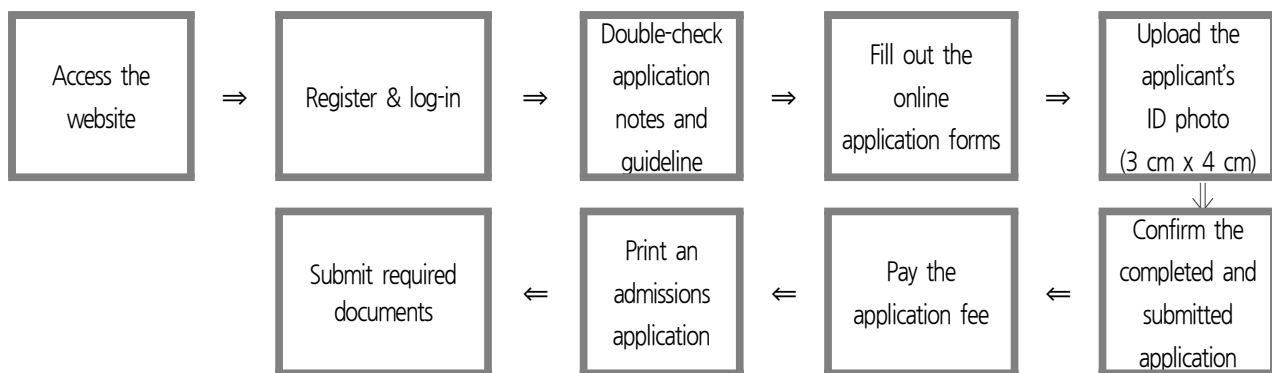 Access the
website
⇒
Register & log-in
⇒
Double-check
application
notes and
guideline
⇒
Fill out the
online
application forms
⇒
Upload the
applicant's
ID photo
(3 cm x 4 cm)
⇓
Confirm the
completed and
submitted
application
⇐
Pay the
application fee
⇐
Print an
admissions
application
⇐
Submit required
documents